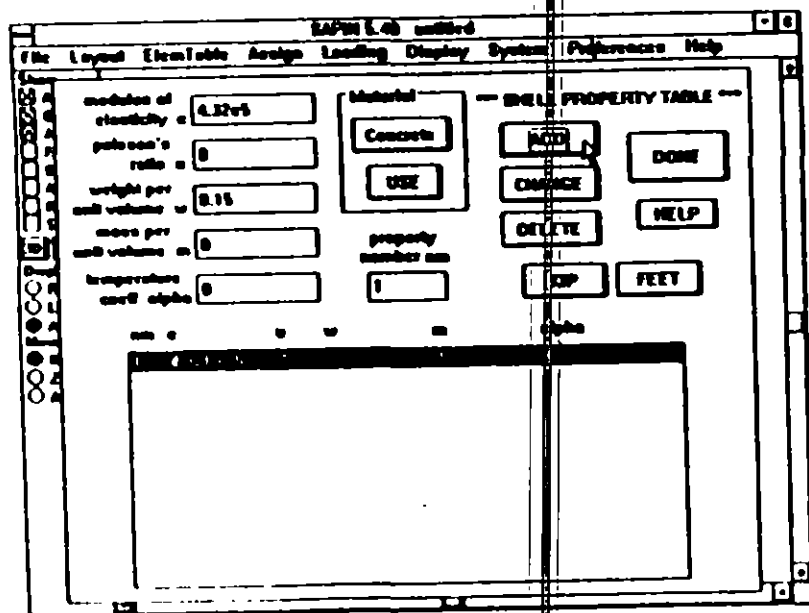 SAPIN 5.40 untitled
File Layout ElemTable Assign Loading Display System Preferences Help
modulus of
elasticity e 4.32e5
poisson's
ratio u 0
weight per
unit volume w 0.15
mass per
unit volume m 0
temperature
coeff alpha 0
Material
Concrete
USE
property
number nm
1
SHELL PROPERTY TABLE
ADD
CHANGE
DELETE
DONE
HELP
KIP FEET
nm e u w m alpha